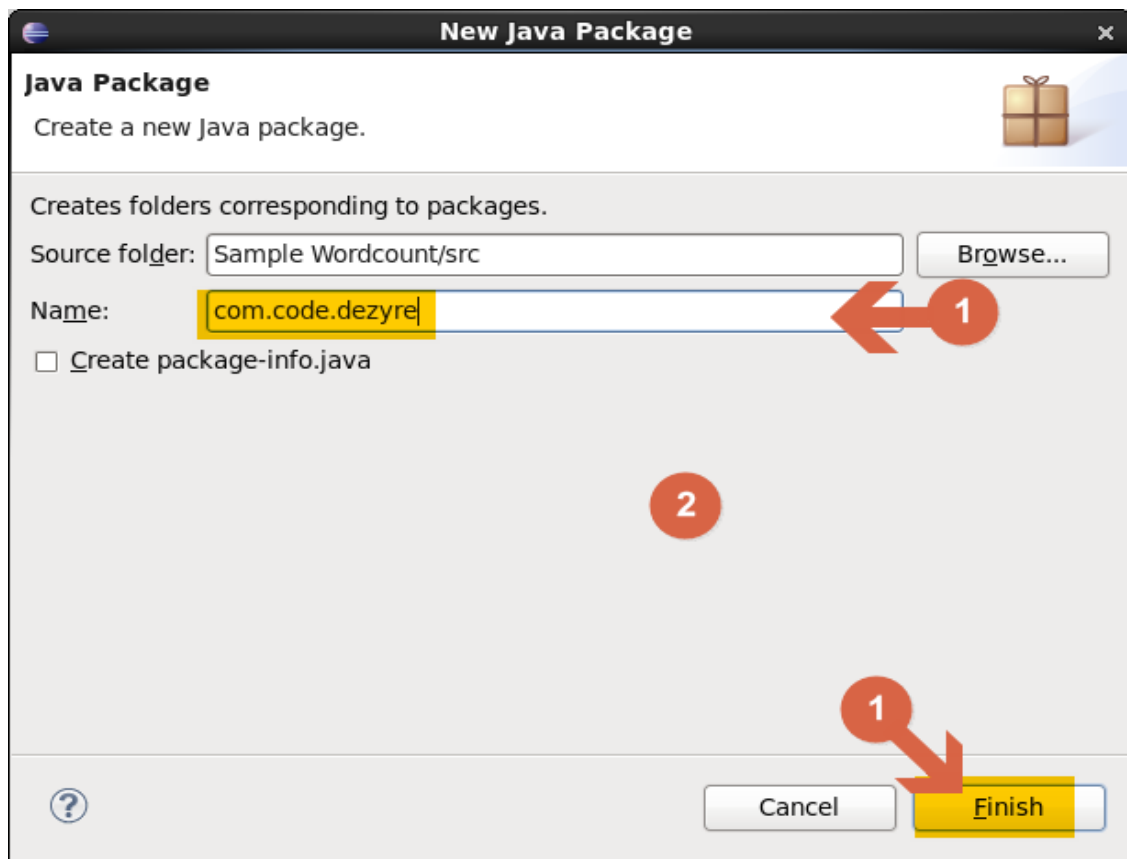 New Java Package
Java Package
Create a new Java package.
Creates folders corresponding to packages.
Source folder: Sample Wordcount/src Browse...
Name: com.code.dezyre 1
Create package-info.java
2
1
? Cancel Finish